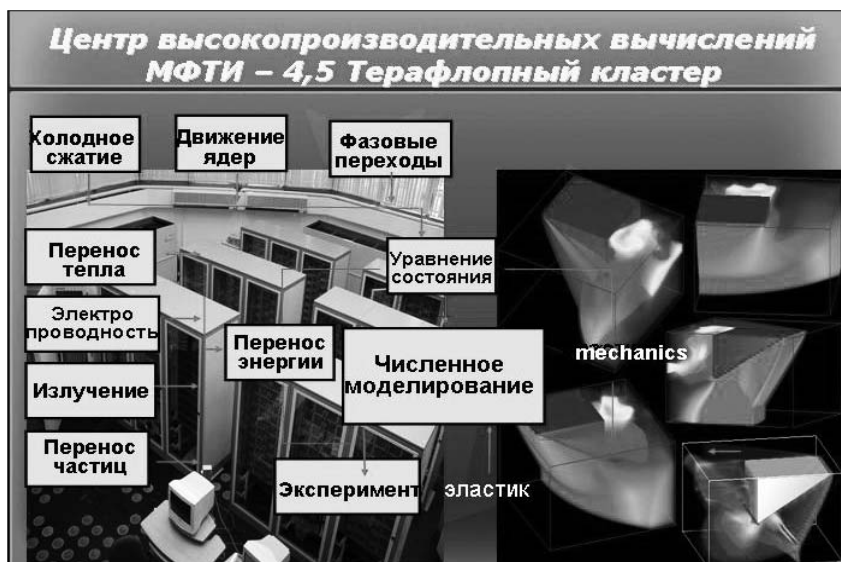 Центр высокопроизводительных вычислений
МФТИ – 4,5 Терафлопный кластер
Холодное
сжатие
Движение
ядер
Фазовые
переходы
Перенос
тепла
Уравнение
состояния
Электро
проводность
Перенос
энергии
Численное
моделирование
mechanics
Излучение
Перенос
частиц
Эксперимент
эластик